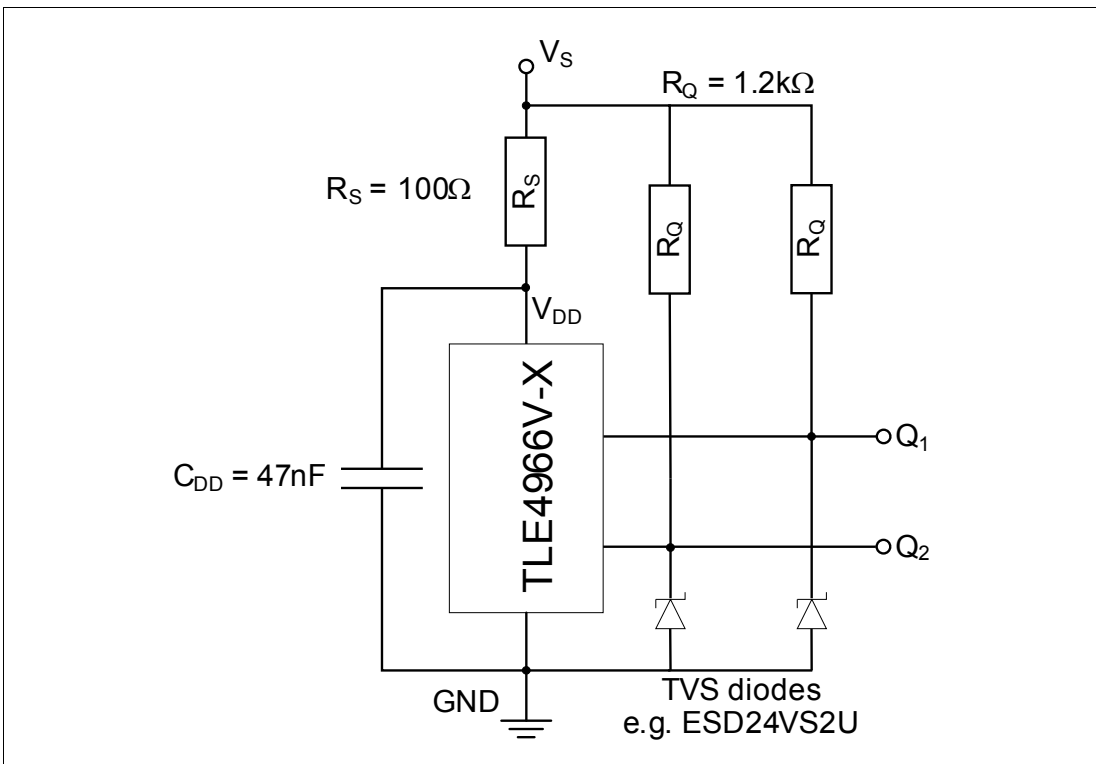 VS
RQ = 1.2kΩ
RS = 100Ω
RS
RQ
RQ
VDD
TLE4966V-X
CDD = 47nF
Q1
Q2
GND
TVS diodes
e.g. ESD24VS2U